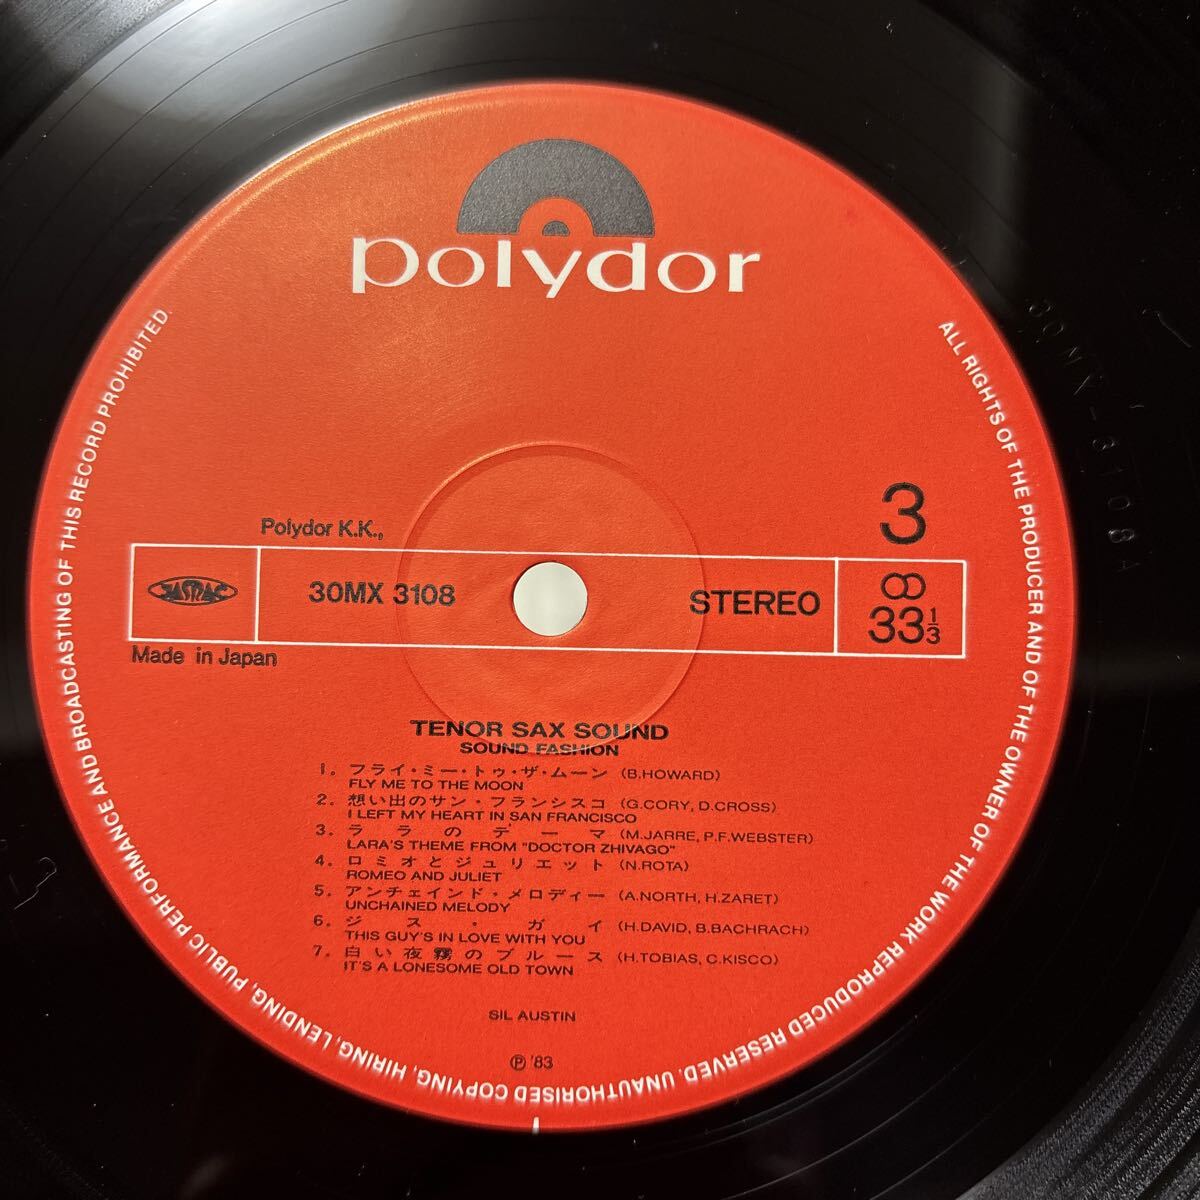 polydor
3
Polydor K.K.,
JASRAC
30MX 3108
STEREO
33 1/3
Made in Japan
TENOR SAX SOUND
SOUND FASHION
1. フライ・ミー・トゥ・ザ・ムーン (B.HOWARD)
FLY ME TO THE MOON
2. 想い出のサン・フランシスコ (G.CORY, D.CROSS)
I LEFT MY HEART IN SAN FRANCISCO
3. ララのテーマ (M.JARRE, P.F.WEBSTER)
LARA'S THEME FROM "DOCTOR ZHIVAGO"
4. ロミオとジュリエット (N.ROTA)
ROMEO AND JULIET
5. アンチェインド・メロディー (A.NORTH, H.ZARET)
UNCHAINED MELODY
6. ジス・ガイ (H.DAVID, B.BACHRACH)
THIS GUY'S IN LOVE WITH YOU
7. 白い夜霧のブルース (H.TOBIAS, C.KISCO)
IT'S A LONESOME OLD TOWN
SIL AUSTIN
Ⓟ '83
ALL RIGHTS OF THE PRODUCER AND OF THE OWNER OF THE WORK REPRODUCED RESERVED. UNAUTHORISED COPYING, HIRING, LENDING, PUBLIC PERFORMANCE AND BROADCASTING OF THIS RECORD PROHIBITED.
30MX-3108A